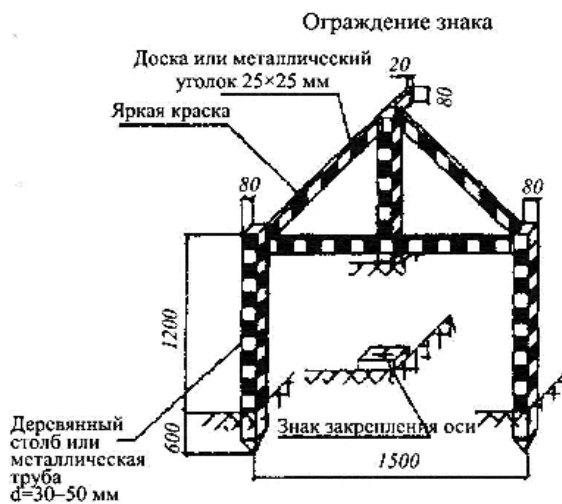 Ограждение знака
Доска или металлический
уголок 25×25 мм
Яркая краска
20
80
80
80
1200
600
Деревянный
столб или
металлическая
труба
d=30–50 мм
Знак закрепления оси
1500